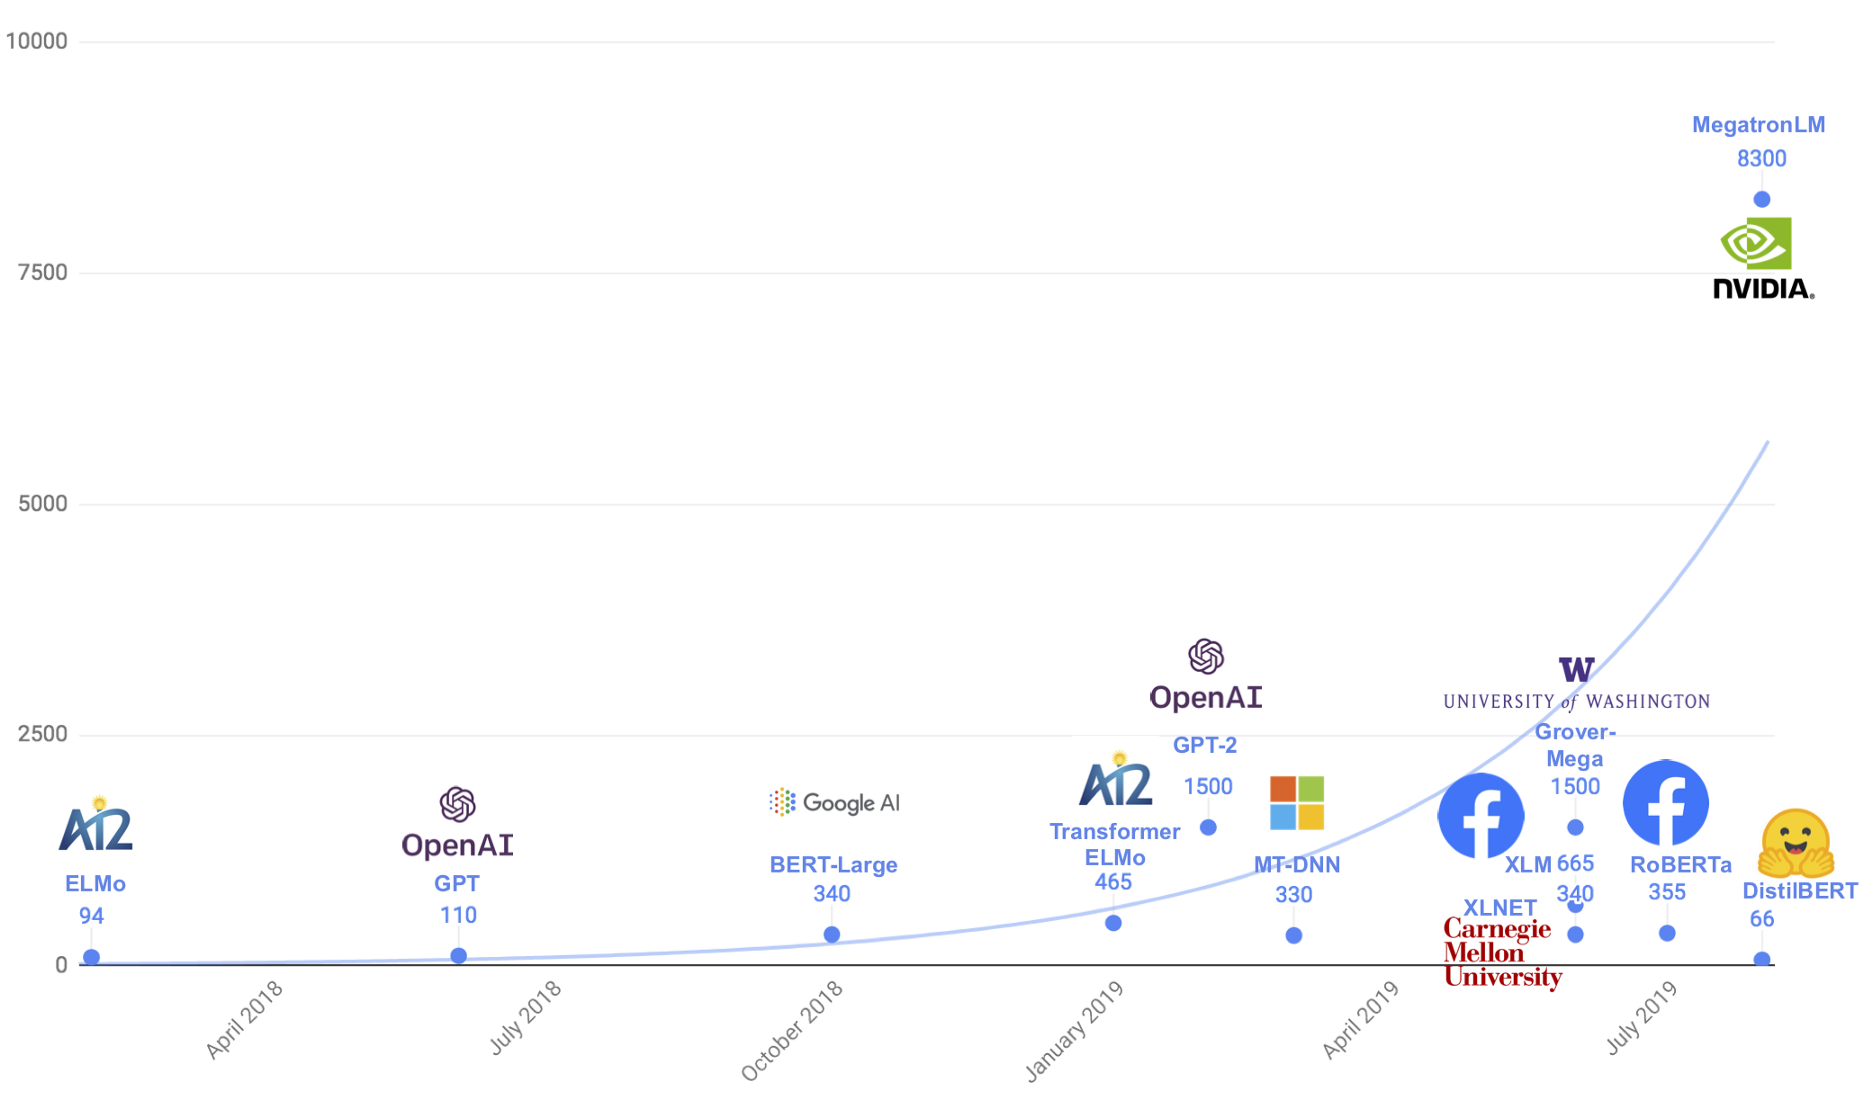 10000
7500
5000
2500
0
April 2018
July 2018
October 2018
January 2019
April 2019
July 2019
AI2
ELMo
94
OpenAI
GPT
110
Google AI
BERT-Large
340
AI2
Transformer
ELMo
465
OpenAI
GPT-2
1500
MT-DNN
330
W
UNIVERSITY of WASHINGTON
Grover-
Mega
1500
XLM 665
340
XLNET
Carnegie
Mellon
University
RoBERTa
355
MegatronLM
8300
NVIDIA®
DistilBERT
66